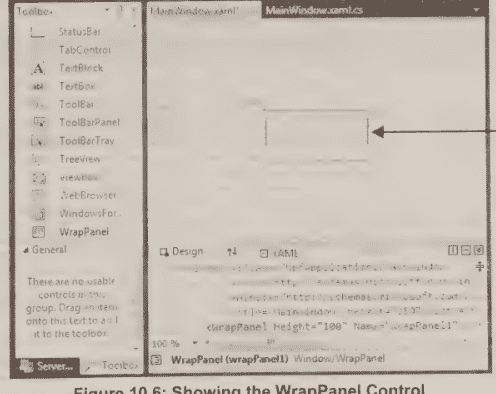 Toolbox
MainWindow.xaml
MainWindow.xaml.cs
StatusBar
TabControl
TextBlock
TextBox
ToolBar
ToolBarPanel
ToolBarTray
TreeView
Viewbox
WebBrowser
WindowsFor..
WrapPanel
General
There are no usable
controls in this
group. Drag an item
onto this text to add
it to the toolbox.
Server...
Toolbox
Design
XAML
<WrapPanel Height="100" Name="wrapPanel1"
100 %
WrapPanel (wrapPanel1) Window/WrapPanel
Figure 10.6: Showing the WrapPanel Control